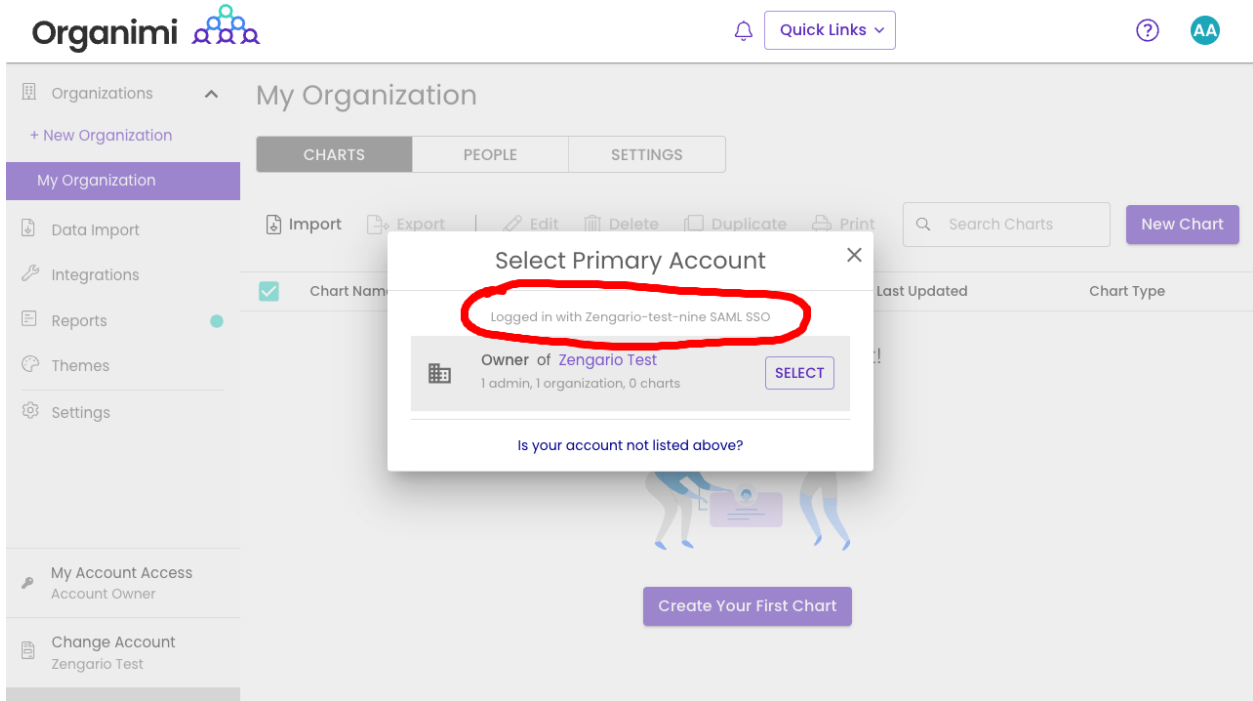 Organimi
Quick Links
?
AA
Organizations
+ New Organization
My Organization
Data Import
Integrations
Reports
Themes
Settings
My Account Access
Account Owner
Change Account
Zengario Test
My Organization
CHARTS PEOPLE SETTINGS
Import Export Edit Delete Duplicate Print Search Charts New Chart
Chart Name Last Updated Chart Type
Select Primary Account
Logged in with Zengario-test-nine SAML SSO
Owner of Zengario Test
1 admin, 1 organization, 0 charts
SELECT
Is your account not listed above?
Create Your First Chart